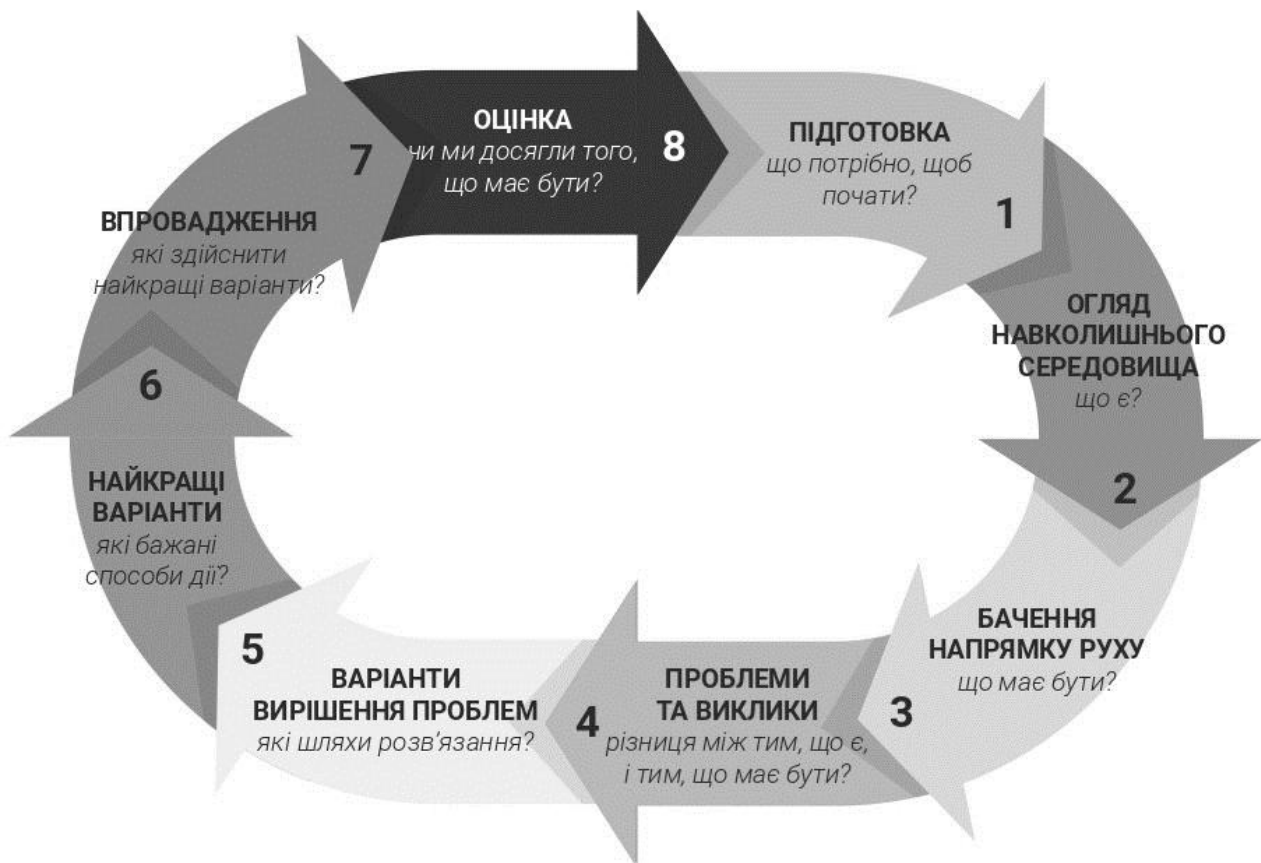 ПІДГОТОВКА
що потрібно, щоб
почати?
1
ОГЛЯД
НАВКОЛИШНЬОГО
СЕРЕДОВИЩА
що є?
2
БАЧЕННЯ
НАПРЯМКУ РУХУ
що має бути?
3
ПРОБЛЕМИ
ТА ВИКЛИКИ
різниця між тим, що є,
і тим, що має бути?
4
ВАРІАНТИ
ВИРІШЕННЯ ПРОБЛЕМ
які шляхи розв’язання?
5
НАЙКРАЩІ
ВАРІАНТИ
які бажані
способи дії?
6
ВПРОВАДЖЕННЯ
які здійснити
найкращі варіанти?
7
ОЦІНКА
чи ми досягли того,
що має бути?
8